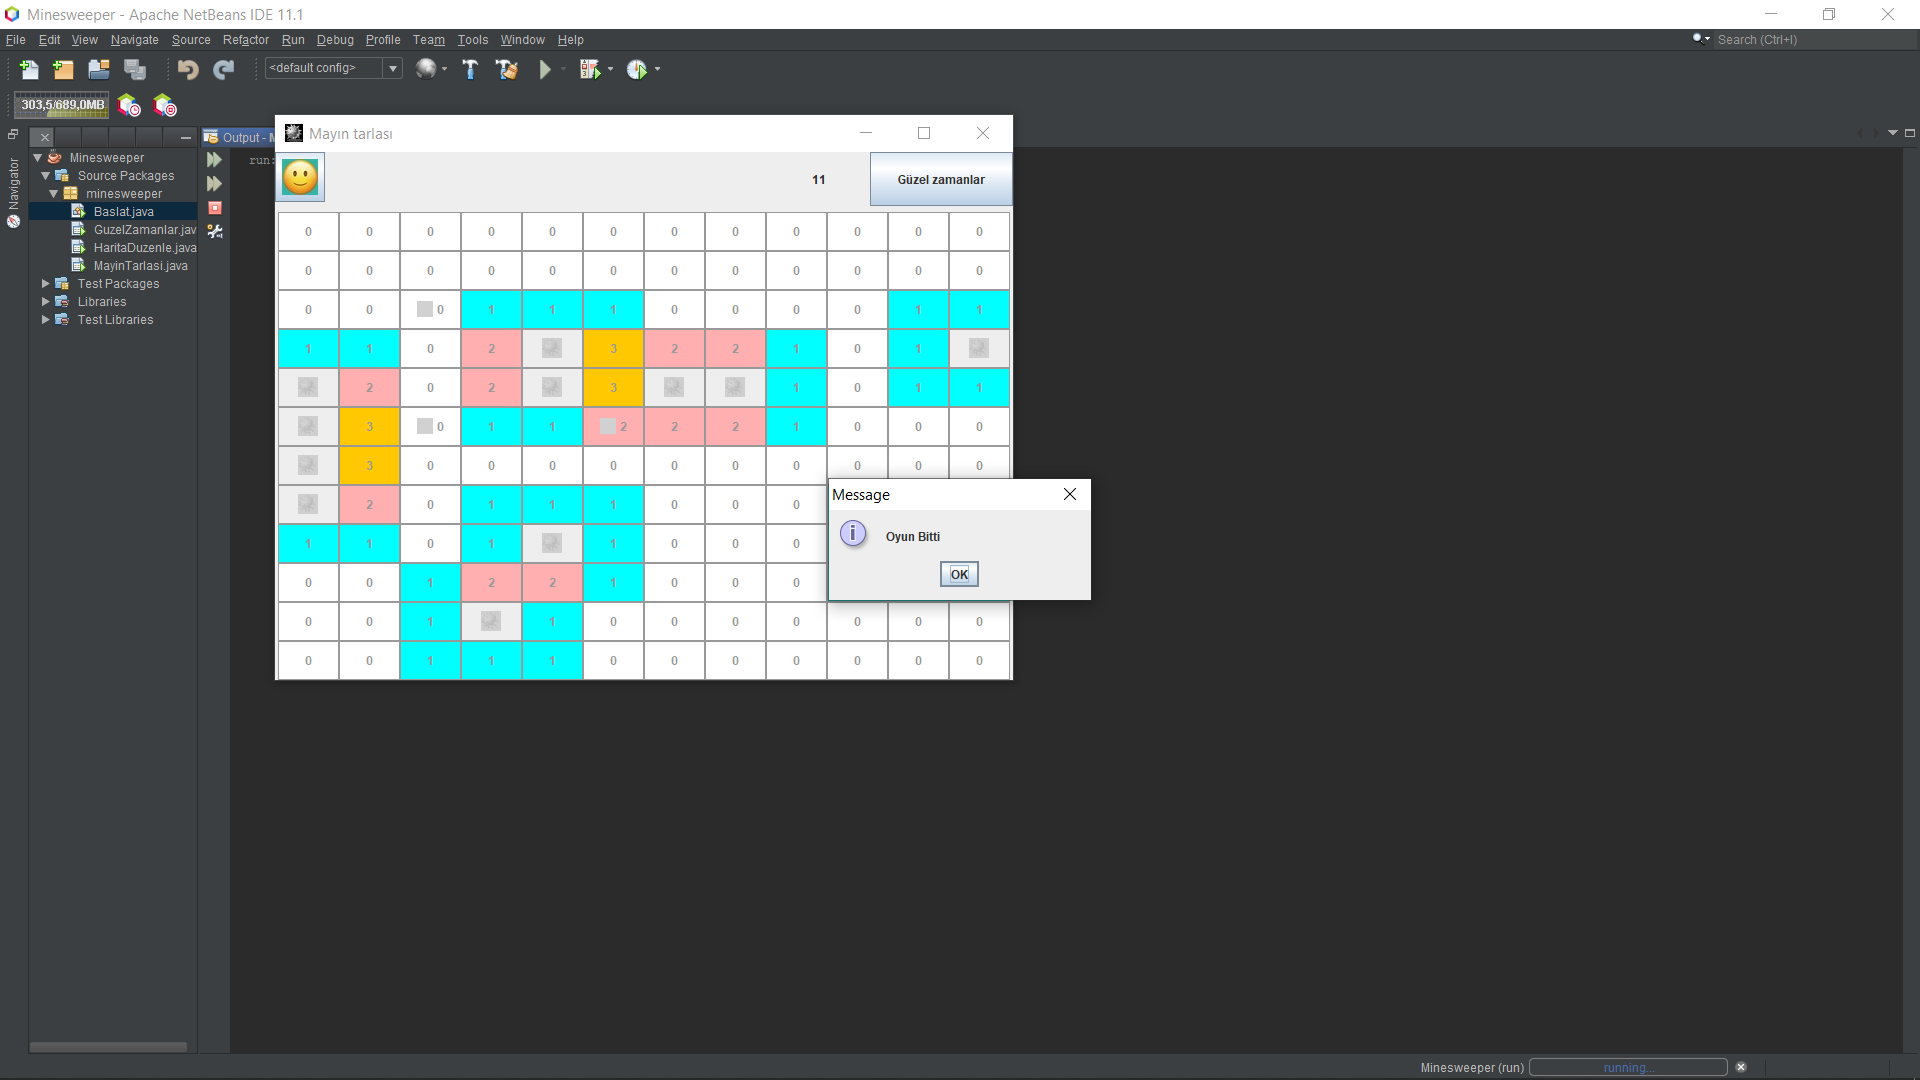 Minesweeper - Apache NetBeans IDE 11.1
File Edit View Navigate Source Refactor Run Debug Profile Team Tools Window Help
Search (Ctrl+I)
<default config>
303,5/689,0MB
Navigator
Minesweeper
Source Packages
minesweeper
Baslat.java
GuzelZamanlar.jav
HaritaDuzenle.java
MayinTarlasi.java
Test Packages
Libraries
Test Libraries
Output - M
run:
Mayın tarlası
11
Güzel zamanlar
0 0 0 0 0 0 0 0 0 0 0 0
0 0 0 0 0 0 0 0 0 0 0 0
0 0 0 1 1 1 0 0 0 0 1 1
1 1 0 2 3 2 2 1 0 1
2 0 2 3 1 0 1 1
3 0 1 1 2 2 2 1 0 0 0
3 0 0 0 0 0 0 0 0 0 0
2 0 1 1 1 0 0 0
1 1 0 1 1 0 0 0
0 0 1 2 2 1 0 0 0
0 0 1 1 0 0 0 0 0 0 0
0 0 1 1 1 0 0 0 0 0 0 0
Message
Oyun Bitti
OK
Minesweeper (run)
running...